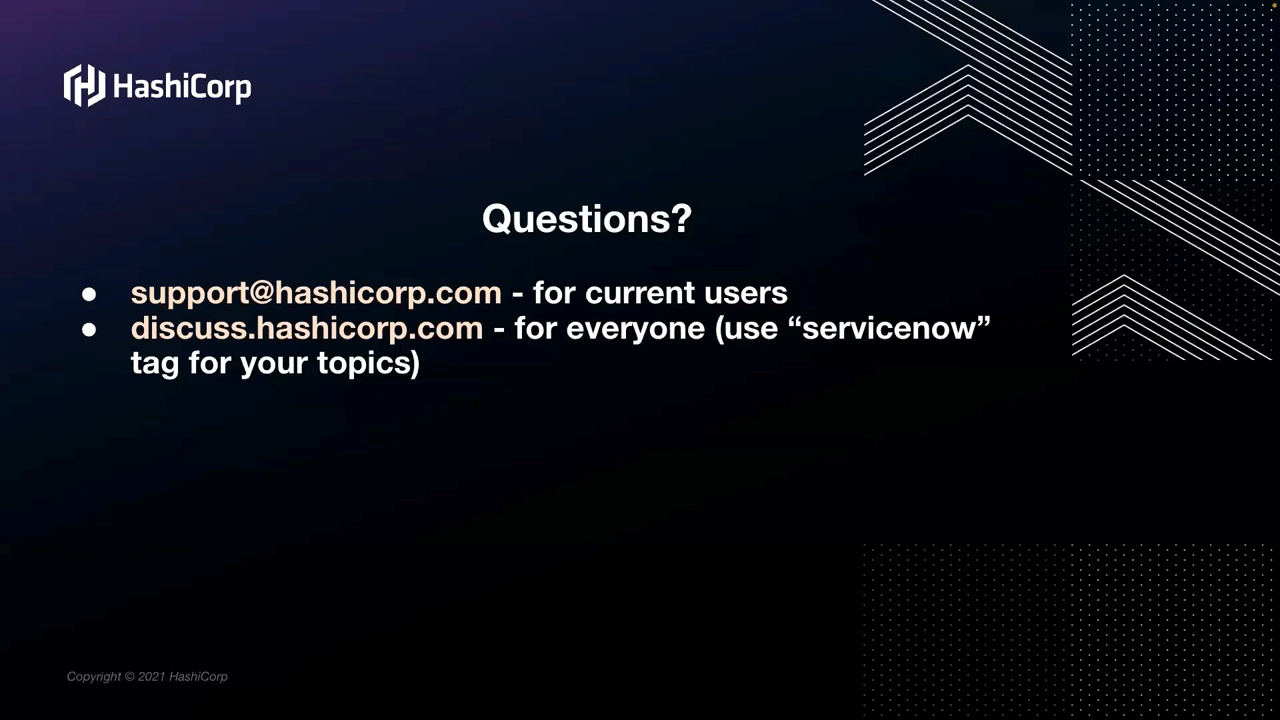 HashiCorp
Questions?
● support@hashicorp.com - for current users
● discuss.hashicorp.com - for everyone (use “servicenow”
tag for your topics)
Copyright © 2021 HashiCorp